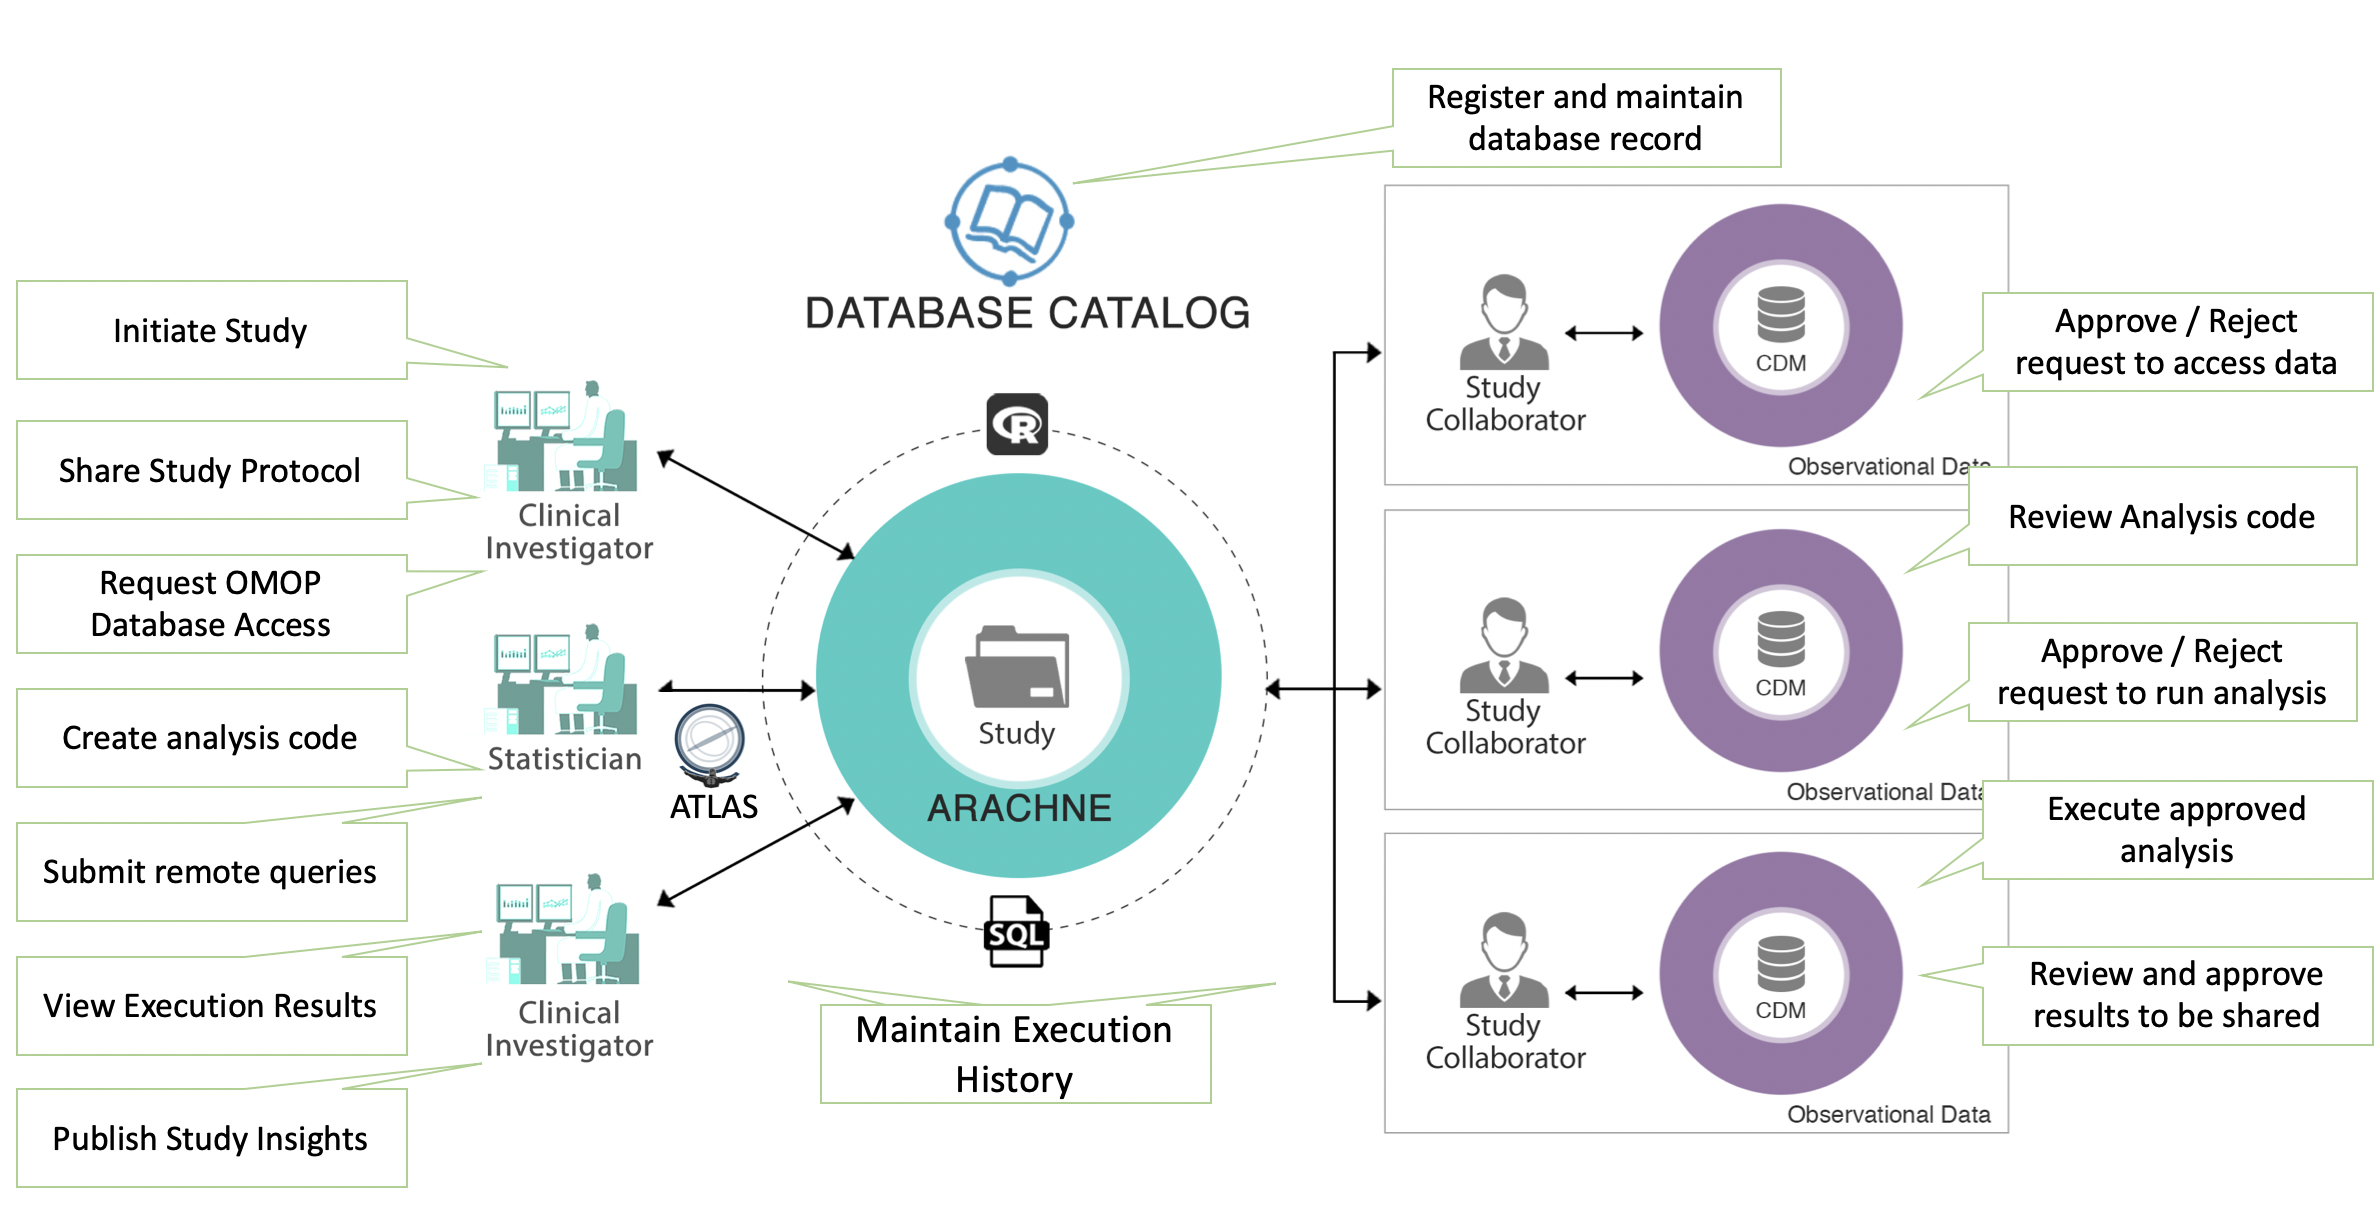 Register and maintain
database record
DATABASE CATALOG
Initiate Study
Share Study Protocol
Request OMOP
Database Access
Create analysis code
Submit remote queries
View Execution Results
Publish Study Insights
Clinical
Investigator
Statistician
ATLAS
Clinical
Investigator
R
Study
ARACHNE
SQL
Maintain Execution
History
Study
Collaborator
CDM
Observational Data
Study
Collaborator
CDM
Observational Data
Study
Collaborator
CDM
Observational Data
Approve / Reject
request to access data
Review Analysis code
Approve / Reject
request to run analysis
Execute approved
analysis
Review and approve
results to be shared